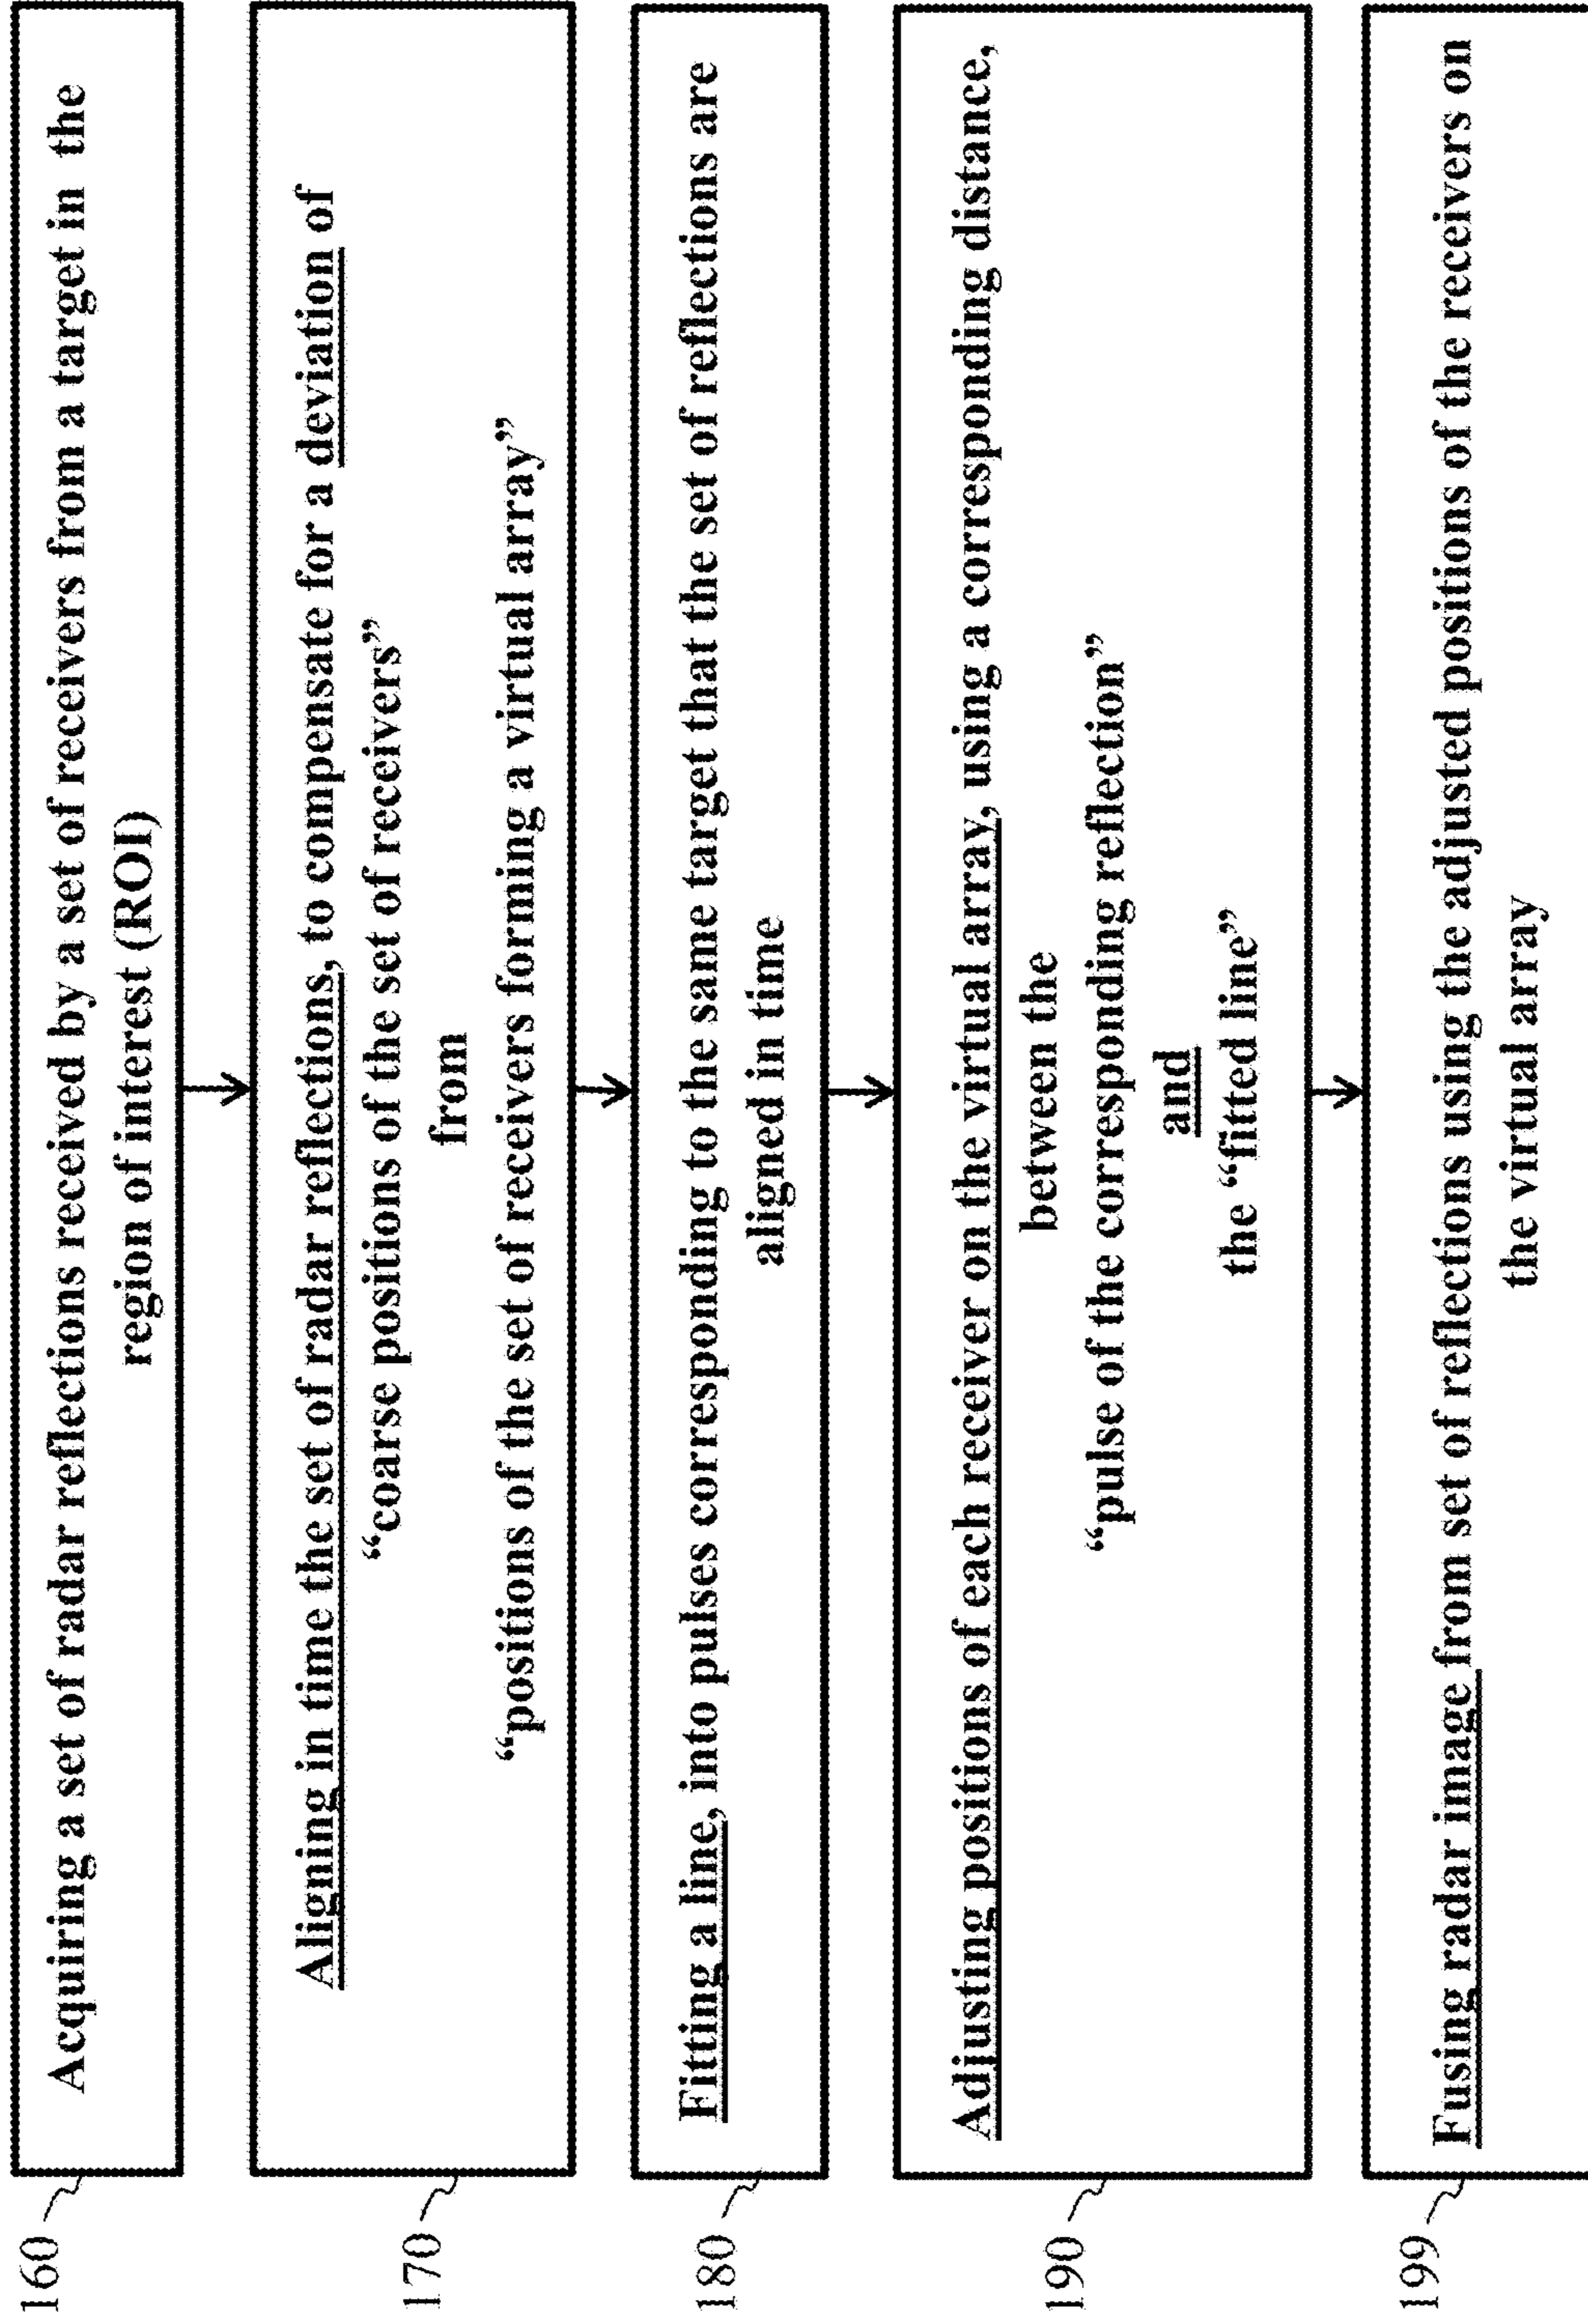 160
Acquiring a set of radar reflections received by a set of receivers from a target in the
region of interest (ROI)
170
Aligning in time the set of radar reflections, to compensate for a deviation of
“coarse positions of the set of receivers”
from
“positions of the set of receivers forming a virtual array”
180
Fitting a line, into pulses corresponding to the same target that the set of reflections are
aligned in time
190
Adjusting positions of each receiver on the virtual array, using a corresponding distance,
between the
“pulse of the corresponding reflection”
and
the “fitted line”
199
Fusing radar image from set of reflections using the adjusted positions of the receivers on
the virtual array